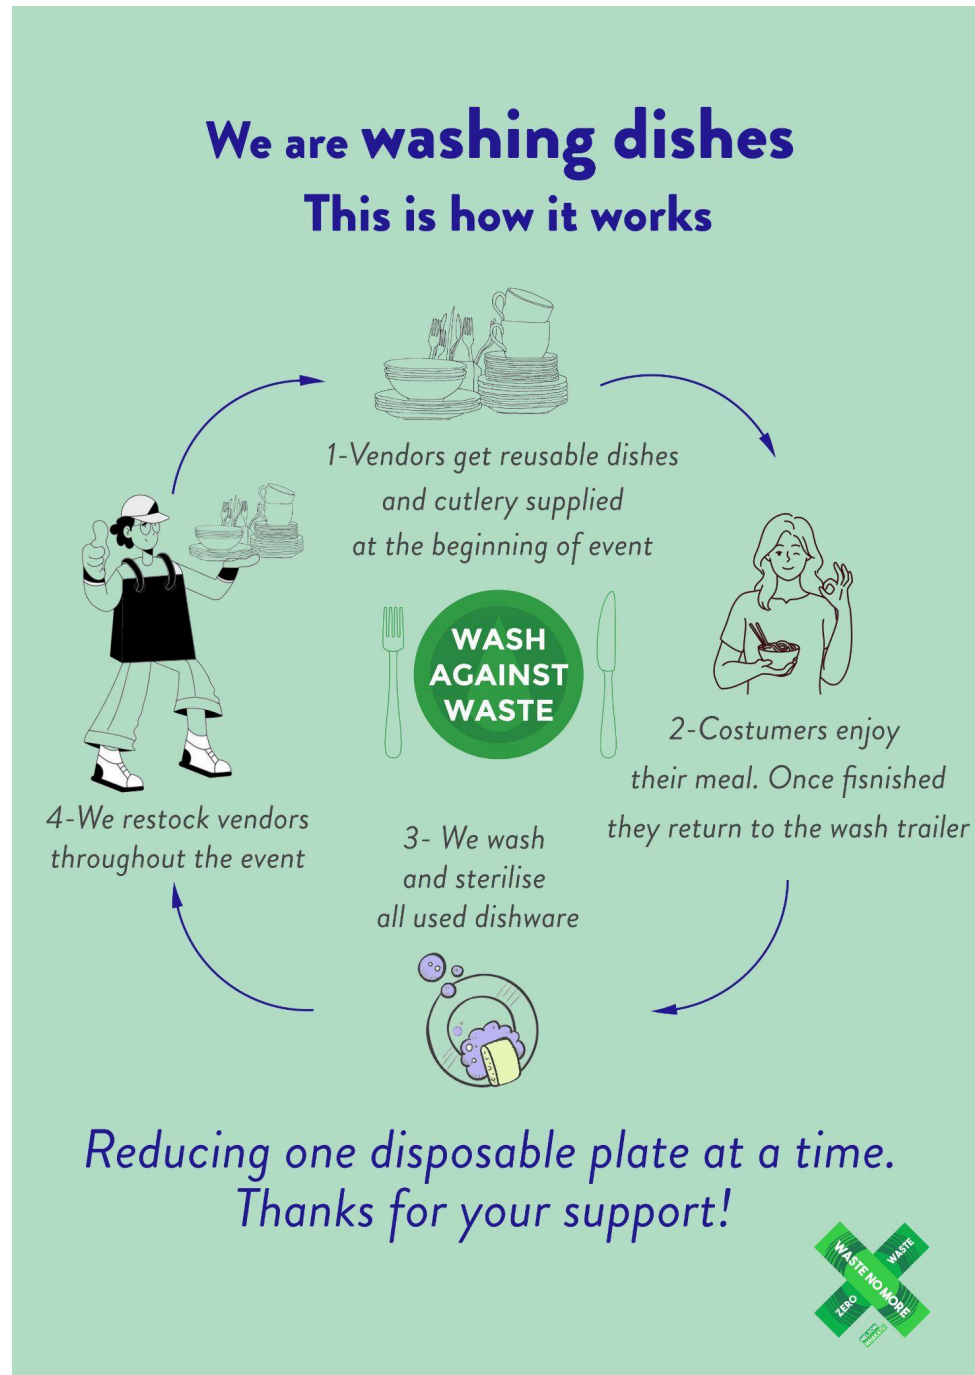 We are washing dishes
This is how it works
1-Vendors get reusable dishes
and cutlery supplied
at the beginning of event
WASH
AGAINST
WASTE
2-Costumers enjoy
their meal. Once fisnished
they return to the wash trailer
3- We wash
and sterilise
all used dishware
4-We restock vendors
throughout the event
Reducing one disposable plate at a time.
Thanks for your support!
WASTE NO MORE
ZERO
WASTE
NELSON